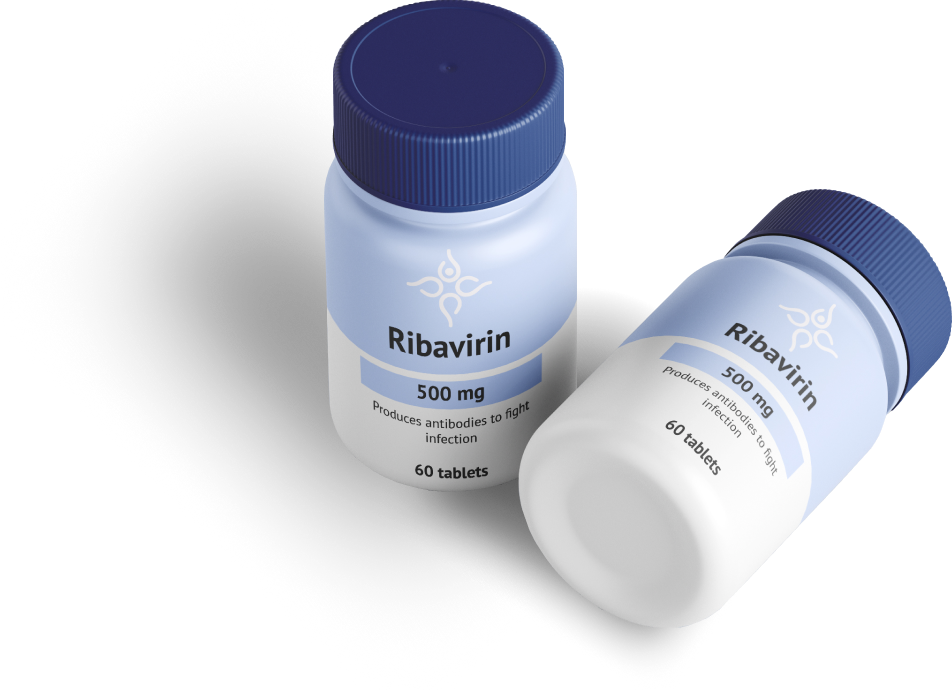 Ribavirin
500 mg
Produces antibodies to fight
infection
60 tablets
Ribavirin
500 mg
Produces antibodies to fight
infection
60 tablets